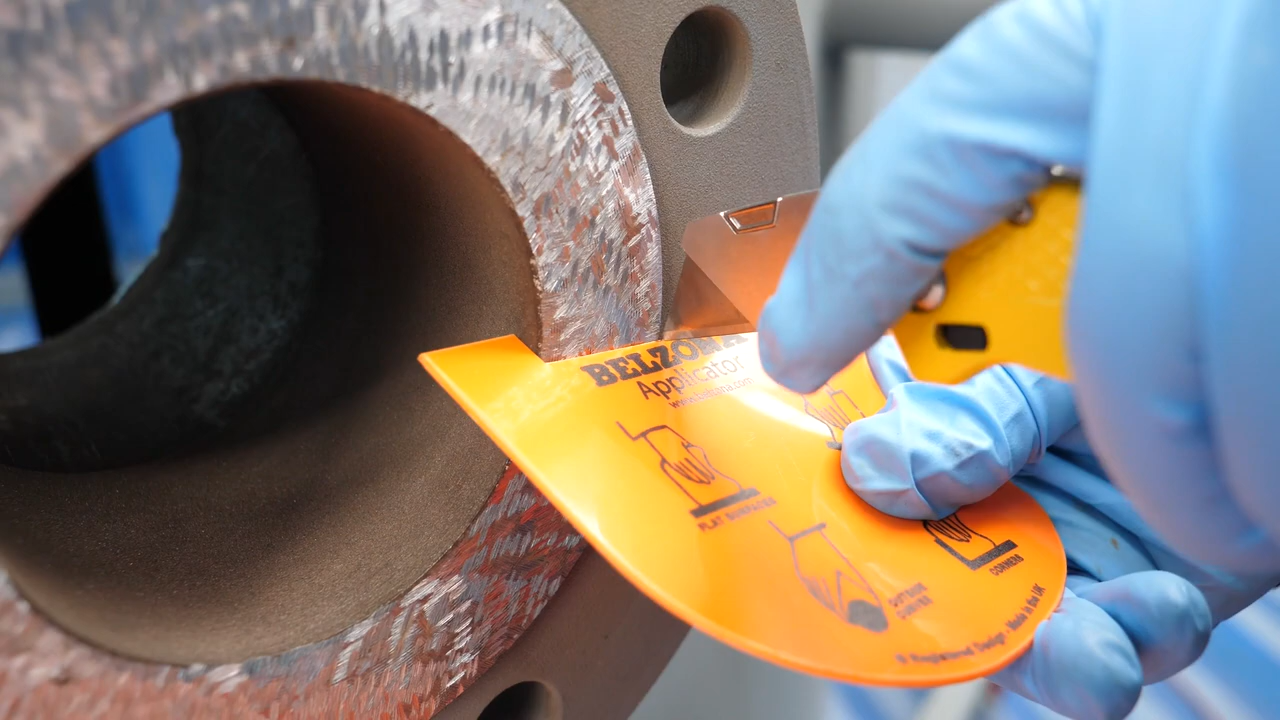 BELZONA
Applicator
www.belzona.com
FLAT SURFACES
OUTSIDE
CURVES
CORNERS
® Registered Design - Made in the UK